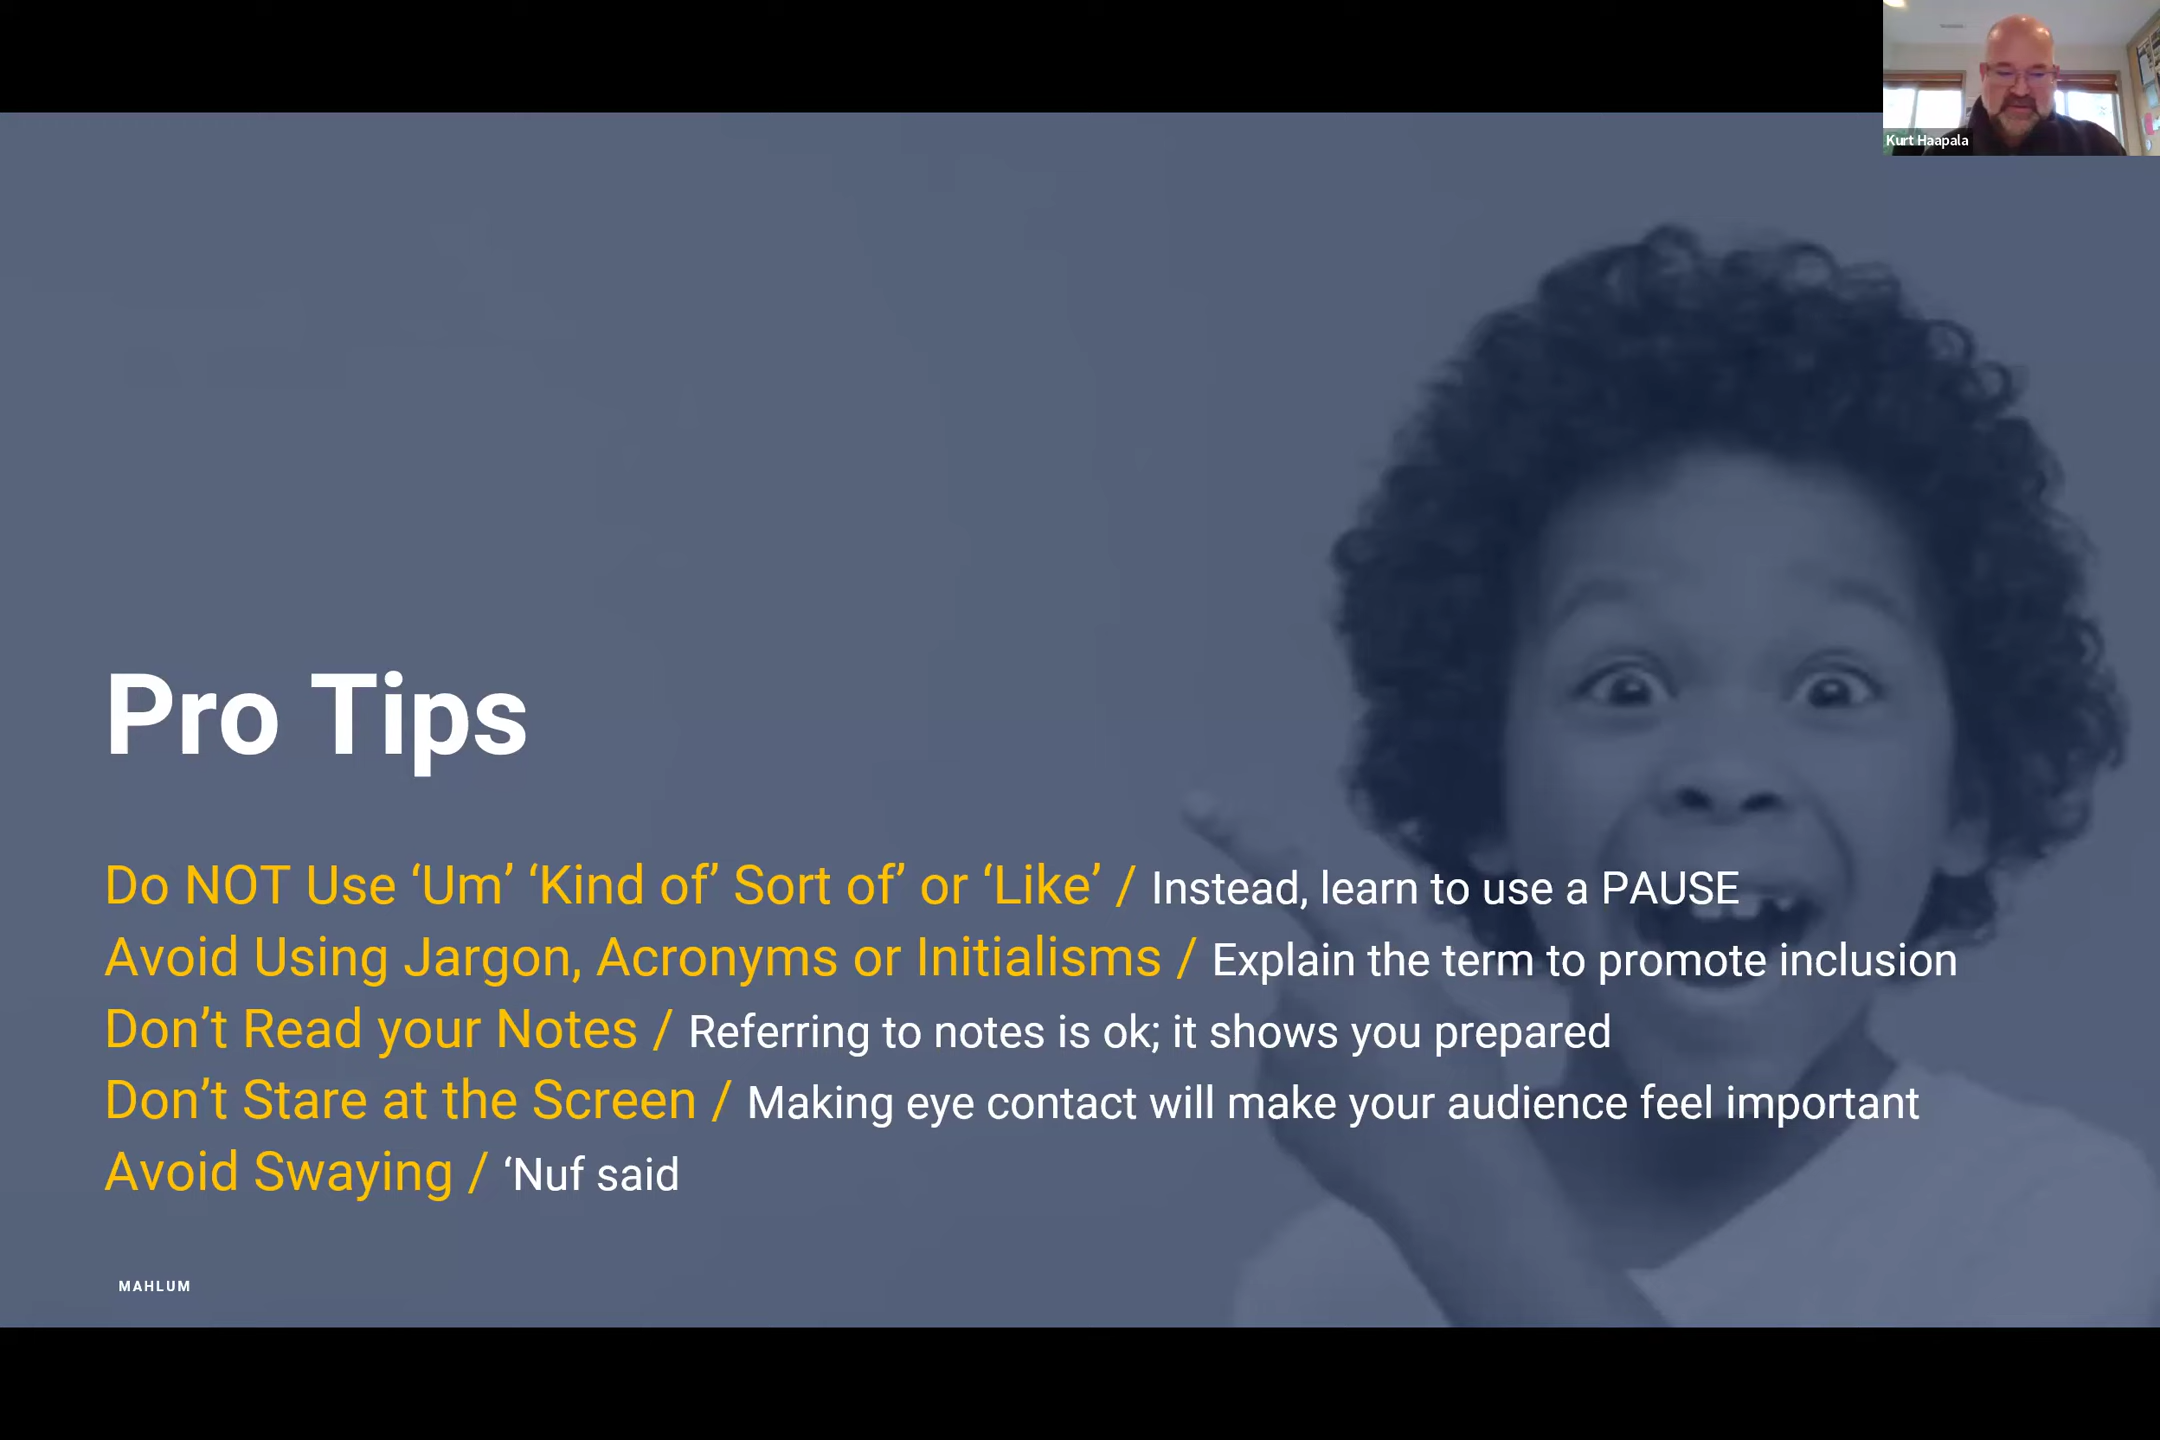 Kurt Haapala
Pro Tips
Do NOT Use ‘Um’ ‘Kind of’ Sort of’ or ‘Like’ / Instead, learn to use a PAUSE
Avoid Using Jargon, Acronyms or Initialisms / Explain the term to promote inclusion
Don’t Read your Notes / Referring to notes is ok; it shows you prepared
Don’t Stare at the Screen / Making eye contact will make your audience feel important
Avoid Swaying / ‘Nuf said
MAHLUM